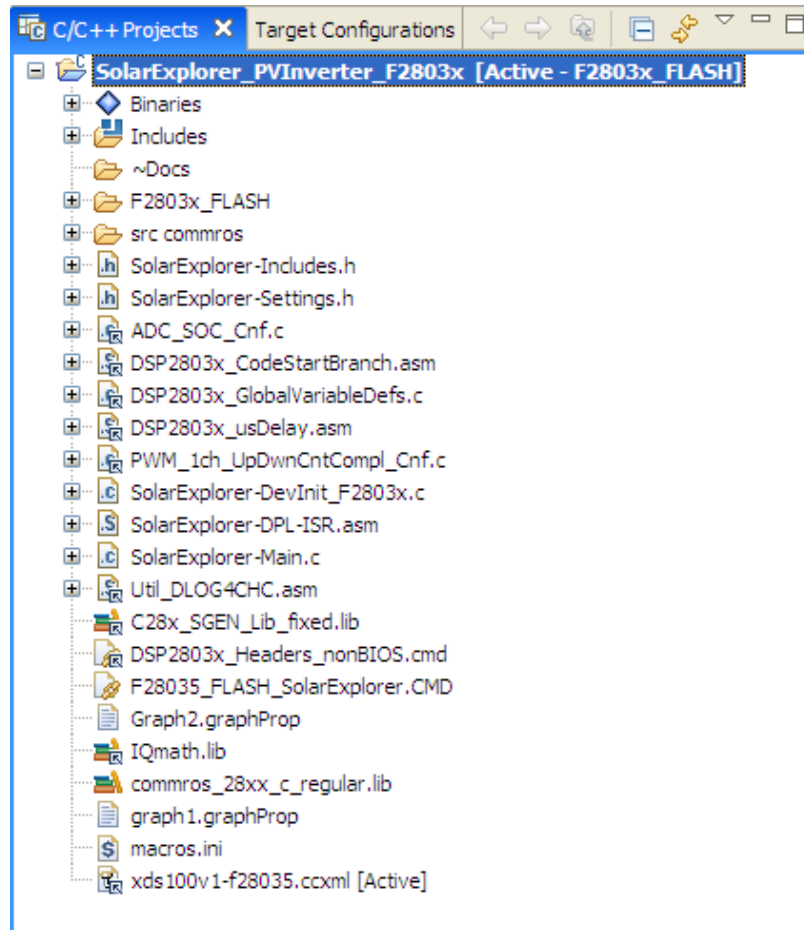 C/C++ Projects Target Configurations
SolarExplorer_PVInverter_F2803x [Active - F2803x_FLASH]
Binaries
Includes
~Docs
F2803x_FLASH
src commros
SolarExplorer-Includes.h
SolarExplorer-Settings.h
ADC_SOC_Cnf.c
DSP2803x_CodeStartBranch.asm
DSP2803x_GlobalVariableDefs.c
DSP2803x_usDelay.asm
PWM_1ch_UpDwnCntCompl_Cnf.c
SolarExplorer-DevInit_F2803x.c
SolarExplorer-DPL-ISR.asm
SolarExplorer-Main.c
Util_DLOG4CHC.asm
C28x_SGEN_Lib_fixed.lib
DSP2803x_Headers_nonBIOS.cmd
F28035_FLASH_SolarExplorer.CMD
Graph2.graphProp
IQmath.lib
commros_28xx_c_regular.lib
graph1.graphProp
macros.ini
xds100v1-f28035.ccxml [Active]